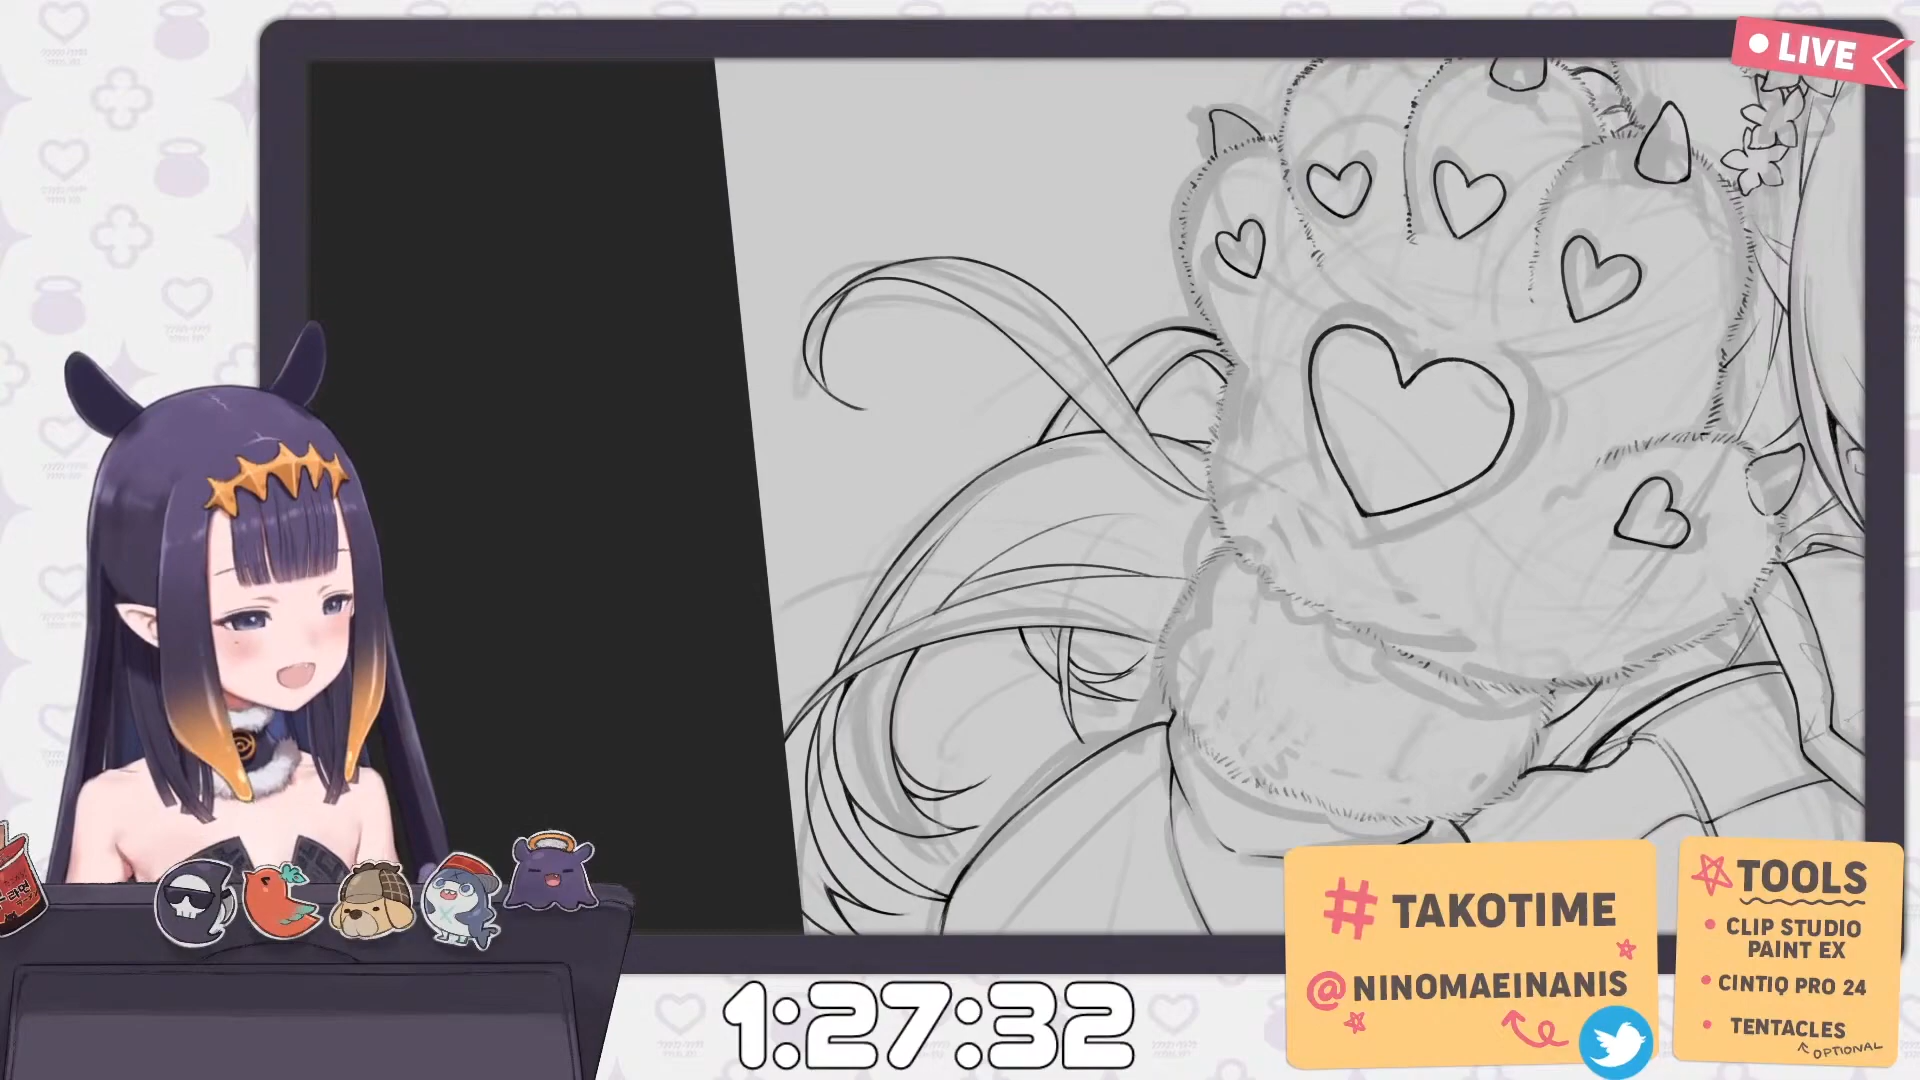 LIVE
# TAKOTIME
@NINOMAEINANIS
TOOLS
• CLIP STUDIO
PAINT EX
• CINTIQ PRO 24
• TENTACLES
OPTIONAL
1:27:32